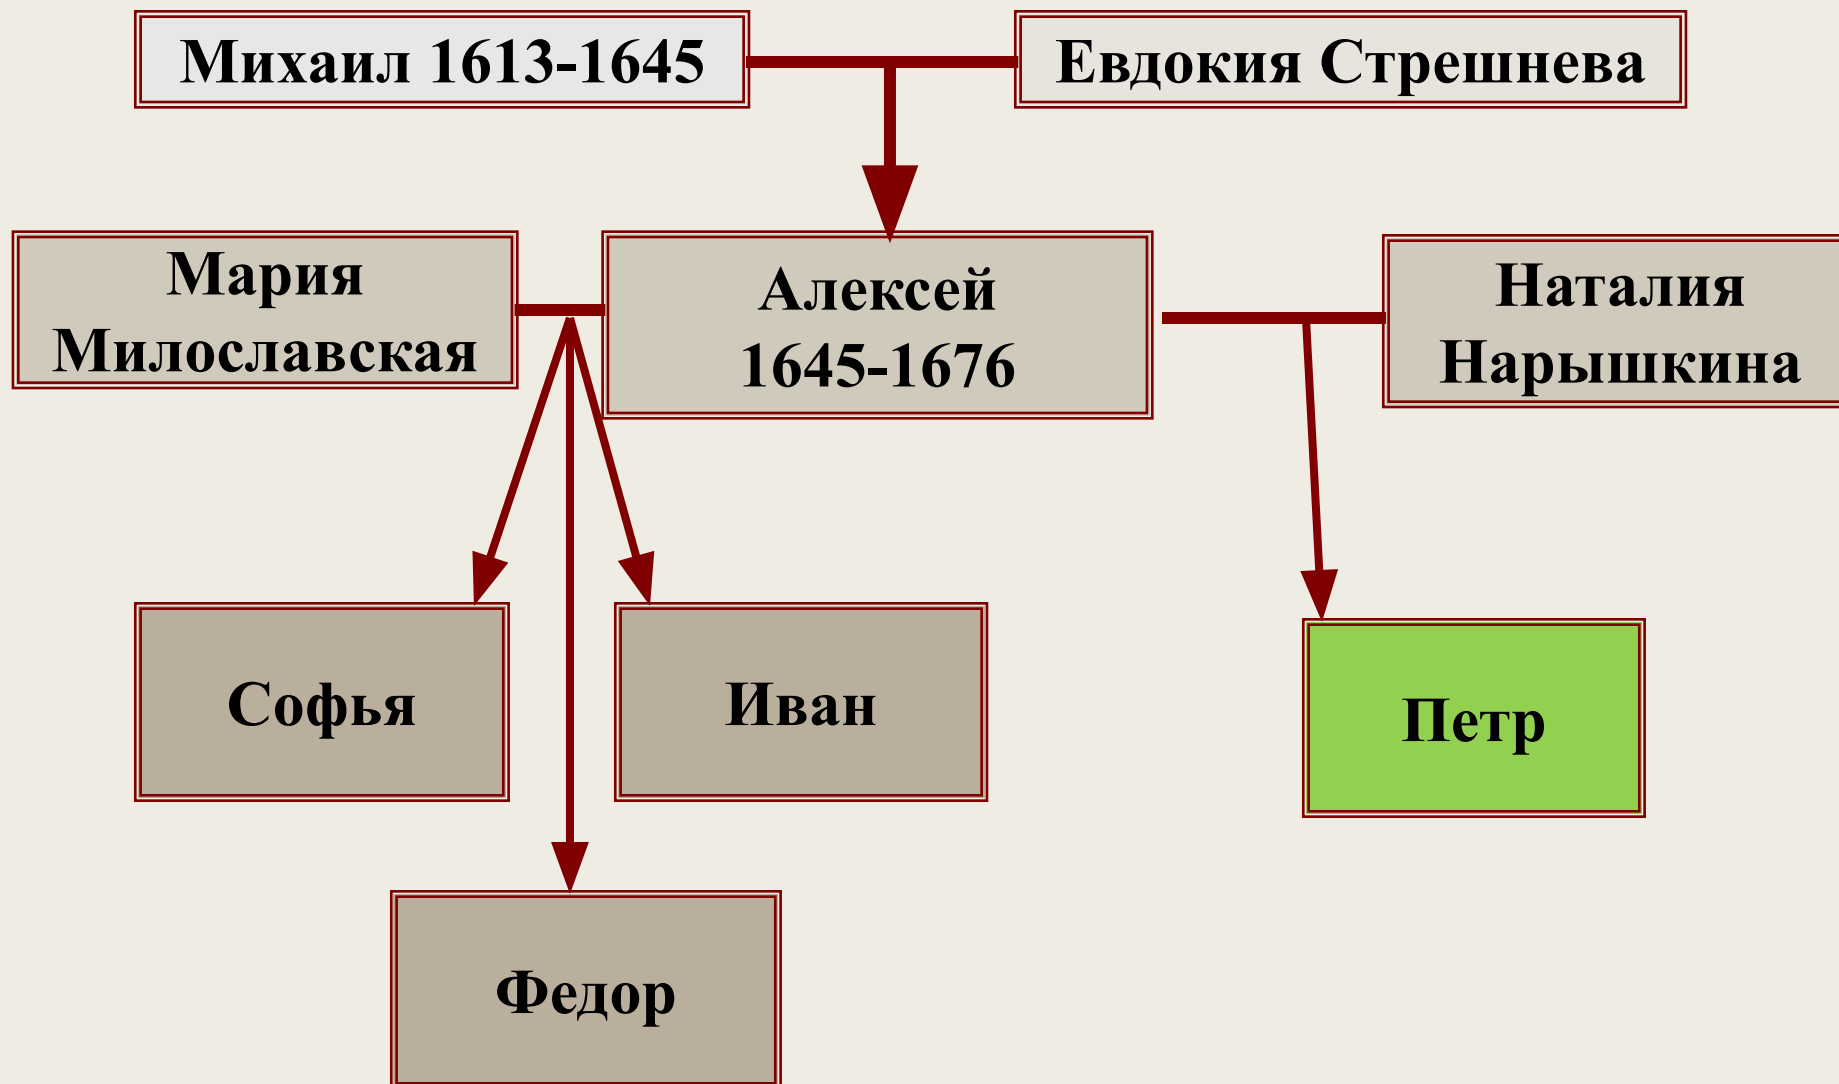 Михаил 1613-1645
Евдокия Стрешнева
Мария
Милославская
Алексей
1645-1676
Наталия
Нарышкина
Софья
Иван
Петр
Федор